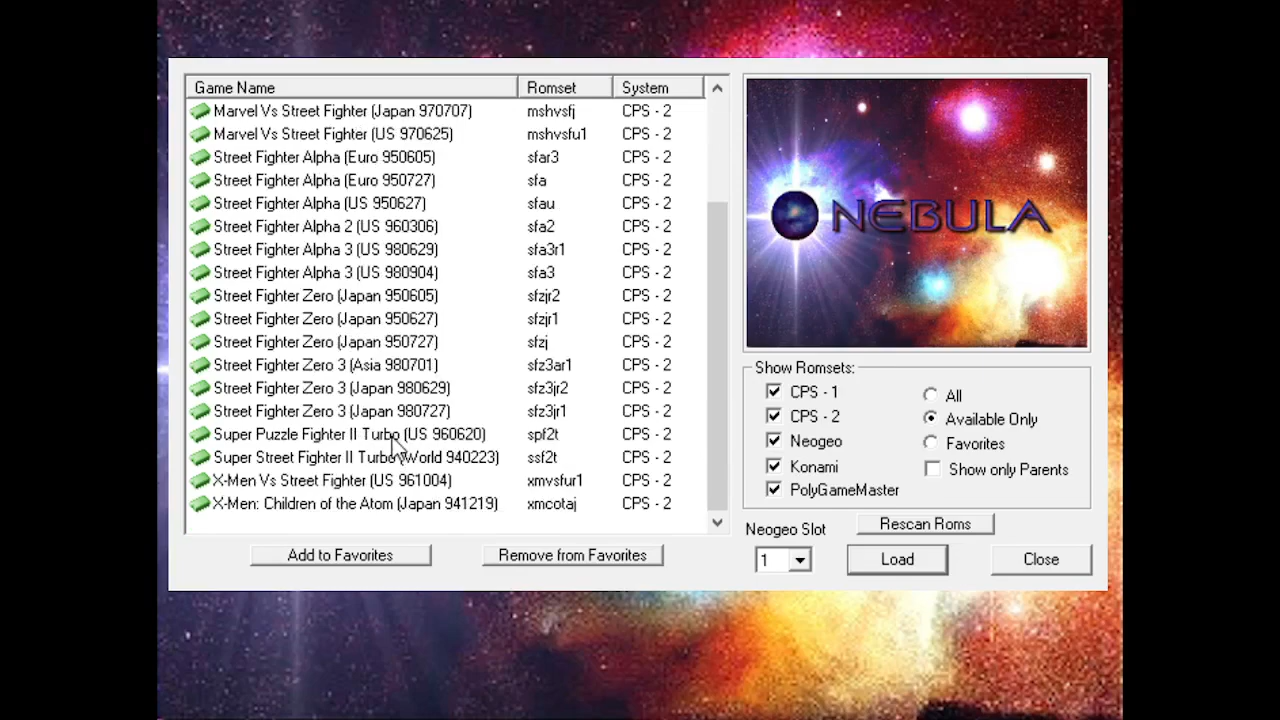 Game Name Romset System
Marvel Vs Street Fighter (Japan 970707) mshvsfj CPS - 2
Marvel Vs Street Fighter (US 970625) mshvsfu1 CPS - 2
Street Fighter Alpha (Euro 950605) sfar3 CPS - 2
Street Fighter Alpha (Euro 950727) sfa CPS - 2
Street Fighter Alpha (US 950627) sfau CPS - 2
Street Fighter Alpha 2 (US 960306) sfa2 CPS - 2
Street Fighter Alpha 3 (US 980629) sfa3r1 CPS - 2
Street Fighter Alpha 3 (US 980904) sfa3 CPS - 2
Street Fighter Zero (Japan 950605) sfzjr2 CPS - 2
Street Fighter Zero (Japan 950627) sfzjr1 CPS - 2
Street Fighter Zero (Japan 950727) sfzj CPS - 2
Street Fighter Zero 3 (Asia 980701) sfz3ar1 CPS - 2
Street Fighter Zero 3 (Japan 980629) sfz3jr2 CPS - 2
Street Fighter Zero 3 (Japan 980727) sfz3jr1 CPS - 2
Super Puzzle Fighter II Turbo (US 960620) spf2t CPS - 2
Super Street Fighter II Turbo (World 940223) ssf2t CPS - 2
X-Men Vs Street Fighter (US 961004) xmvsfur1 CPS - 2
X-Men: Children of the Atom (Japan 941219) xmcotaj CPS - 2
Add to Favorites Remove from Favorites
NEBULA
Show Romsets:
CPS - 1 All
CPS - 2 Available Only
Neogeo Favorites
Konami Show only Parents
PolyGameMaster
Neogeo Slot Rescan Roms
1 Load Close